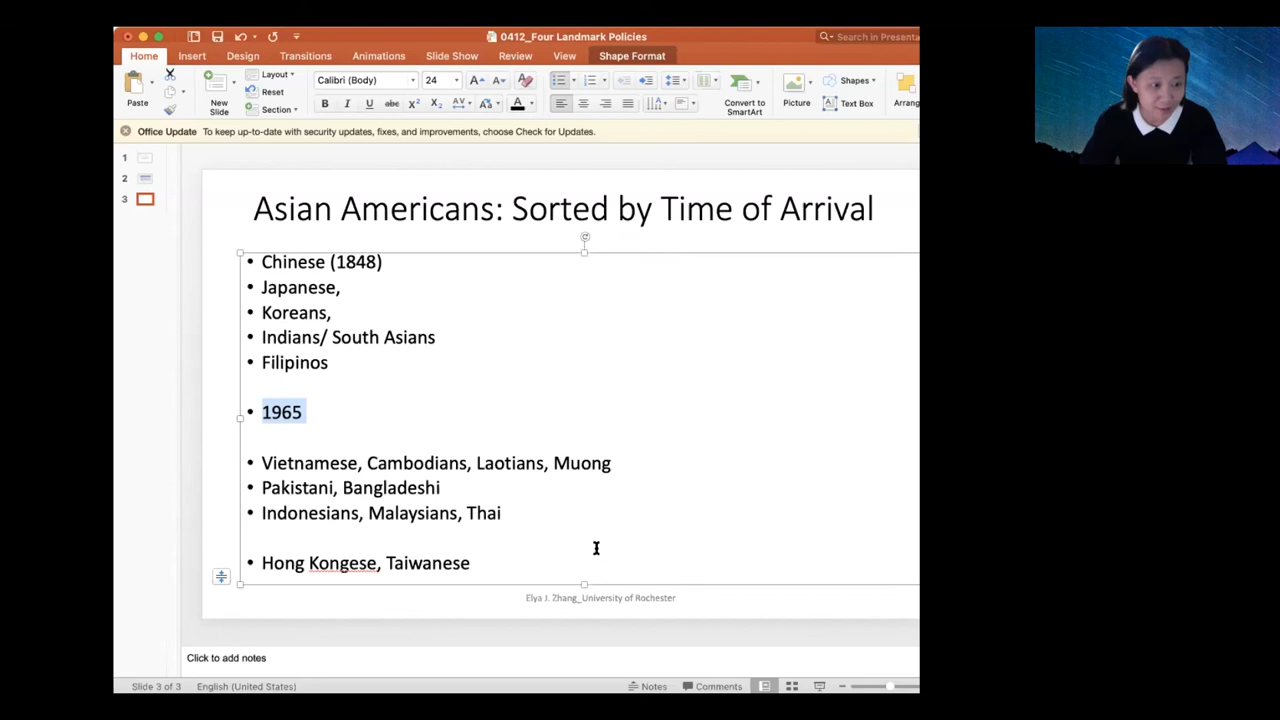 0412_Four Landmark Policies
Search in Presenta
Home Insert Design Transitions Animations Slide Show Review View Shape Format
Paste
New
Slide
Layout
Reset
Section
Calibri (Body) 24
Convert to
SmartArt
Picture
Shapes
Text Box
Arrang
Office Update To keep up-to-date with security updates, fixes, and improvements, choose Check for Updates.
1
2
3
Asian Americans: Sorted by Time of Arrival
• Chinese (1848)
• Japanese,
• Koreans,
• Indians/ South Asians
• Filipinos
• 1965
• Vietnamese, Cambodians, Laotians, Muong
• Pakistani, Bangladeshi
• Indonesians, Malaysians, Thai
• Hong Kongese, Taiwanese
Elya J. Zhang_University of Rochester
Click to add notes
Slide 3 of 3 English (United States) Notes Comments